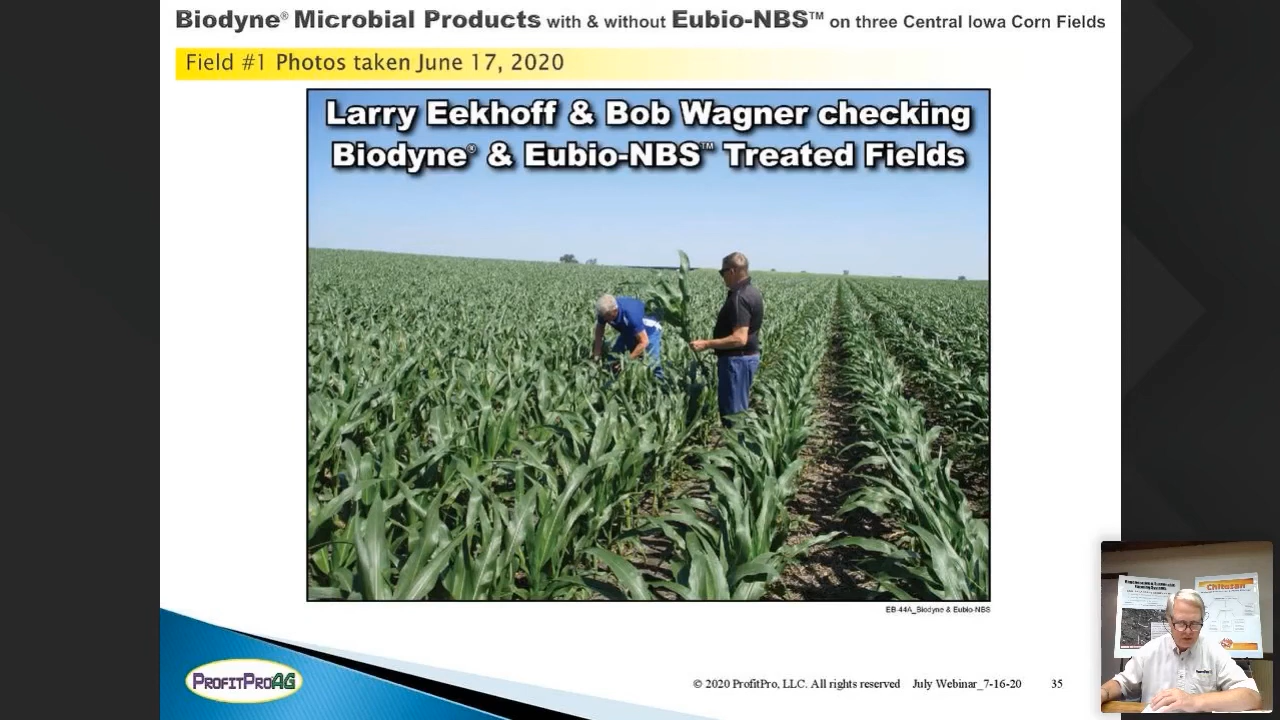 Biodyne® Microbial Products with & without Eubio-NBS™ on three Central Iowa Corn Fields
Field #1 Photos taken June 17, 2020
Larry Eekhoff & Bob Wagner checking
Biodyne® & Eubio-NBS™ Treated Fields
EB-44A_Biodyne & Eubio-NBS
Chitosan
PROFITPROAG
© 2020 ProfitPro, LLC. All rights reserved July Webinar_7-16-20 35